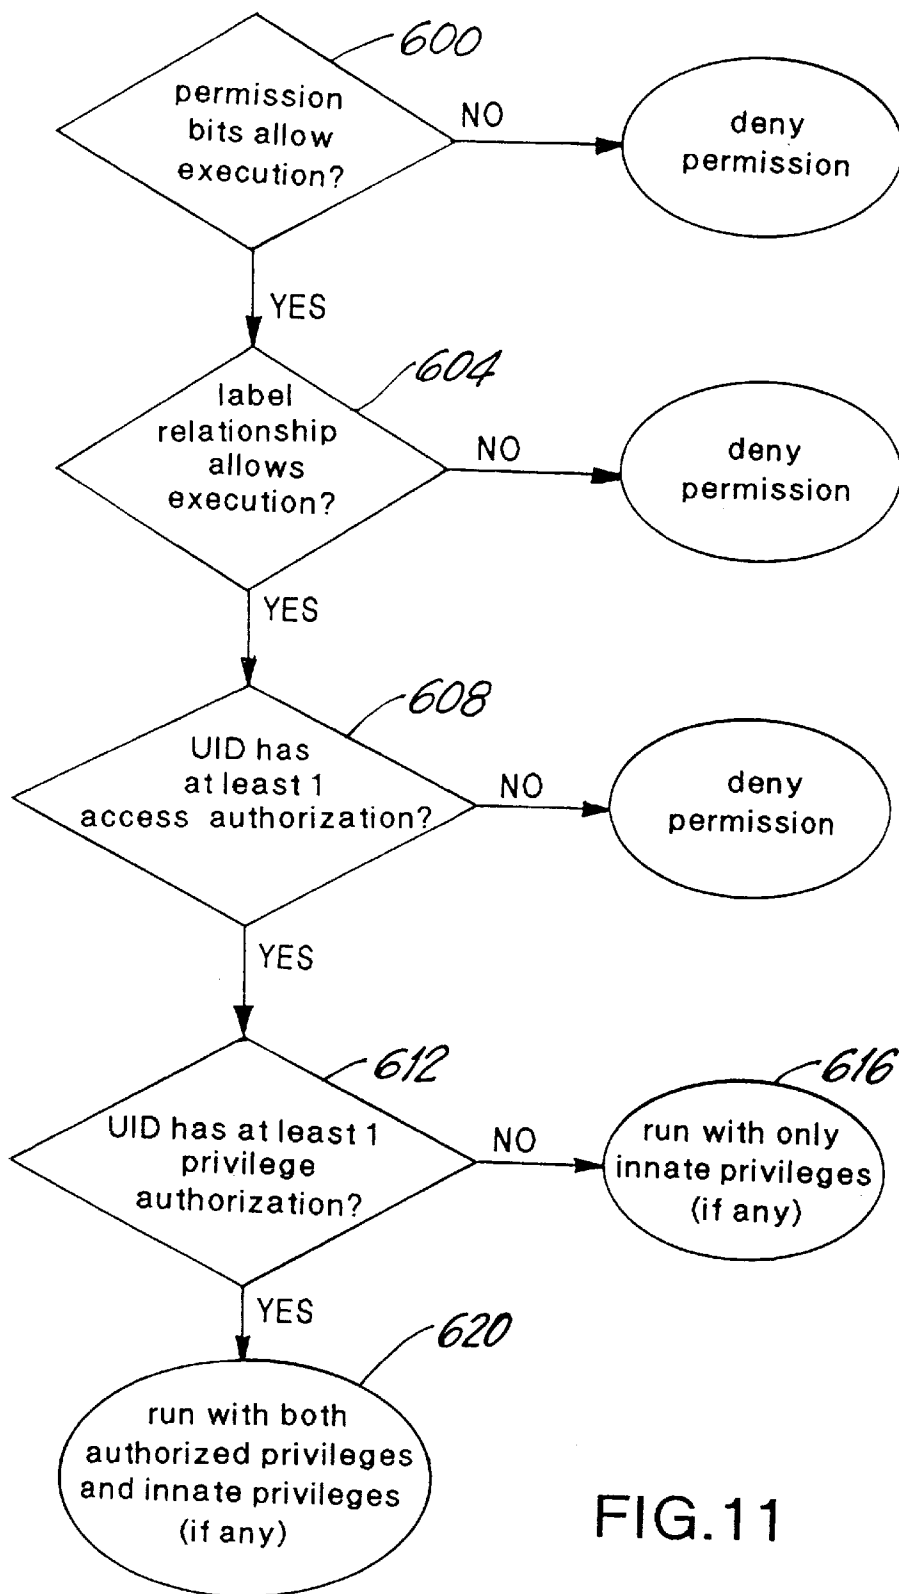 600
permission
bits allow
execution?
NO
deny
permission
YES
604
label
relationship
allows
execution?
NO
deny
permission
YES
608
UID has
at least 1
access authorization?
NO
deny
permission
YES
612
UID has at least 1
privilege
authorization?
NO
616
run with only
innate privileges
(if any)
YES
620
run with both
authorized privileges
and innate privileges
(if any)
FIG.11